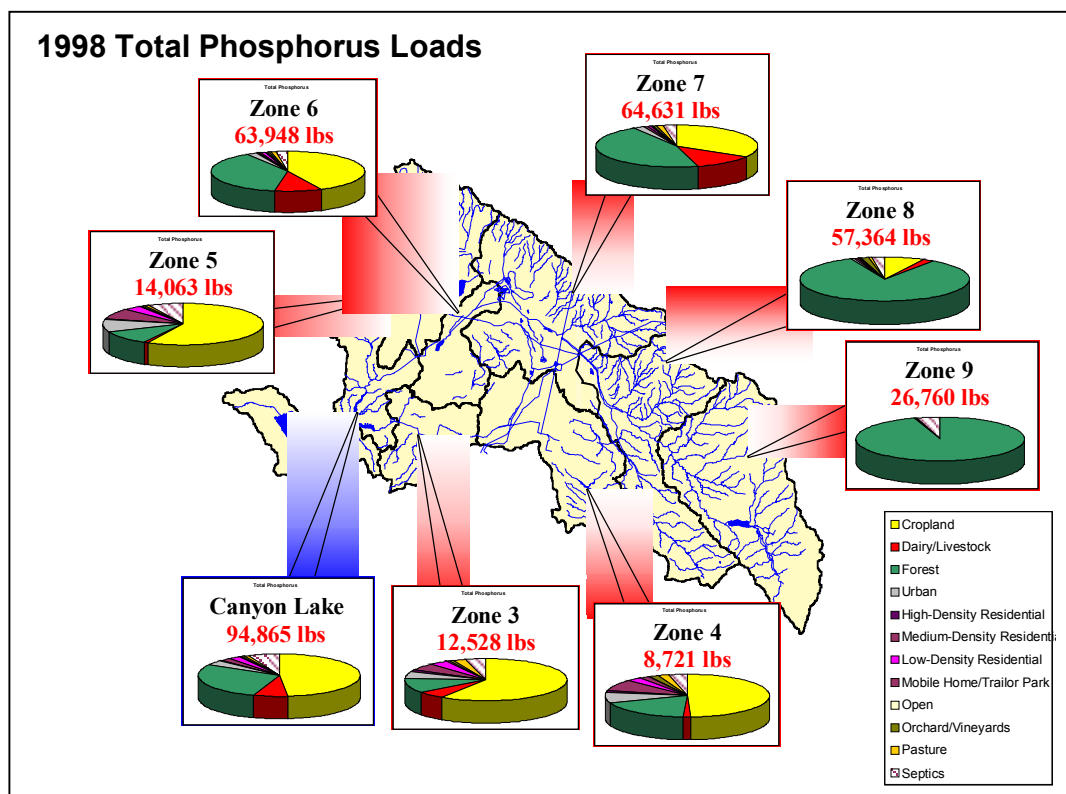 1998 Total Phosphorus Loads
Total Phosphorus
Zone 6
63,948 lbs
Total Phosphorus
Zone 7
64,631 lbs
Total Phosphorus
Zone 8
57,364 lbs
Total Phosphorus
Zone 5
14,063 lbs
Total Phosphorus
Zone 9
26,760 lbs
Total Phosphorus
Canyon Lake
94,865 lbs
Total Phosphorus
Zone 3
12,528 lbs
Total Phosphorus
Zone 4
8,721 lbs
Cropland
Dairy/Livestock
Forest
Urban
High-Density Residential
Medium-Density Residentia
Low-Density Residential
Mobile Home/Trailor Park
Open
Orchard/Vineyards
Pasture
Septics